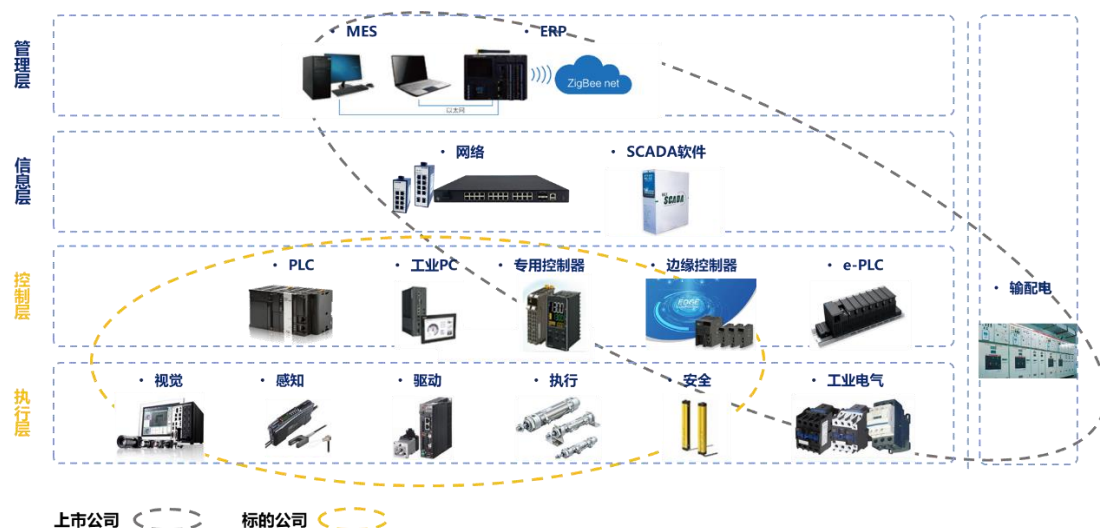 管理层
• MES
• ERP
ZigBee net
以太网
信息层
• 网络
• SCADA软件
SCADA
控制层
• PLC
• 工业PC
• 专用控制器
• 边缘控制器
• e-PLC
EDGE
• 输配电
执行层
• 视觉
• 感知
• 驱动
• 执行
• 安全
• 工业电气
上市公司
标的公司